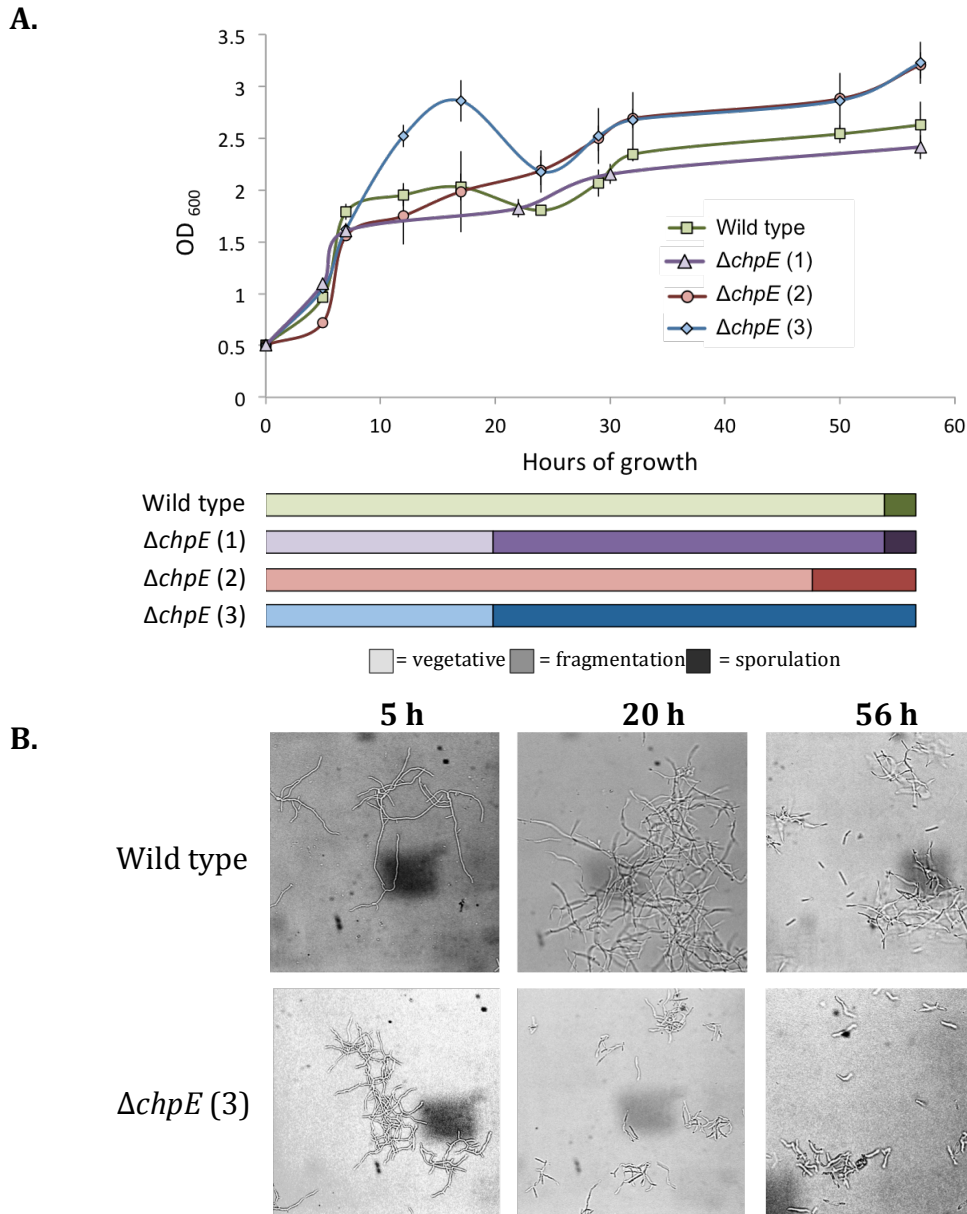 A.
3.5
3
2.5
2
1.5
1
0.5
0
OD 600
0 10 20 30 40 50 60
Hours of growth
Wild type
ΔchpE (1)
ΔchpE (2)
ΔchpE (3)
Wild type
ΔchpE (1)
ΔchpE (2)
ΔchpE (3)
= vegetative = fragmentation = sporulation
B.
5 h 20 h 56 h
Wild type
ΔchpE (3)